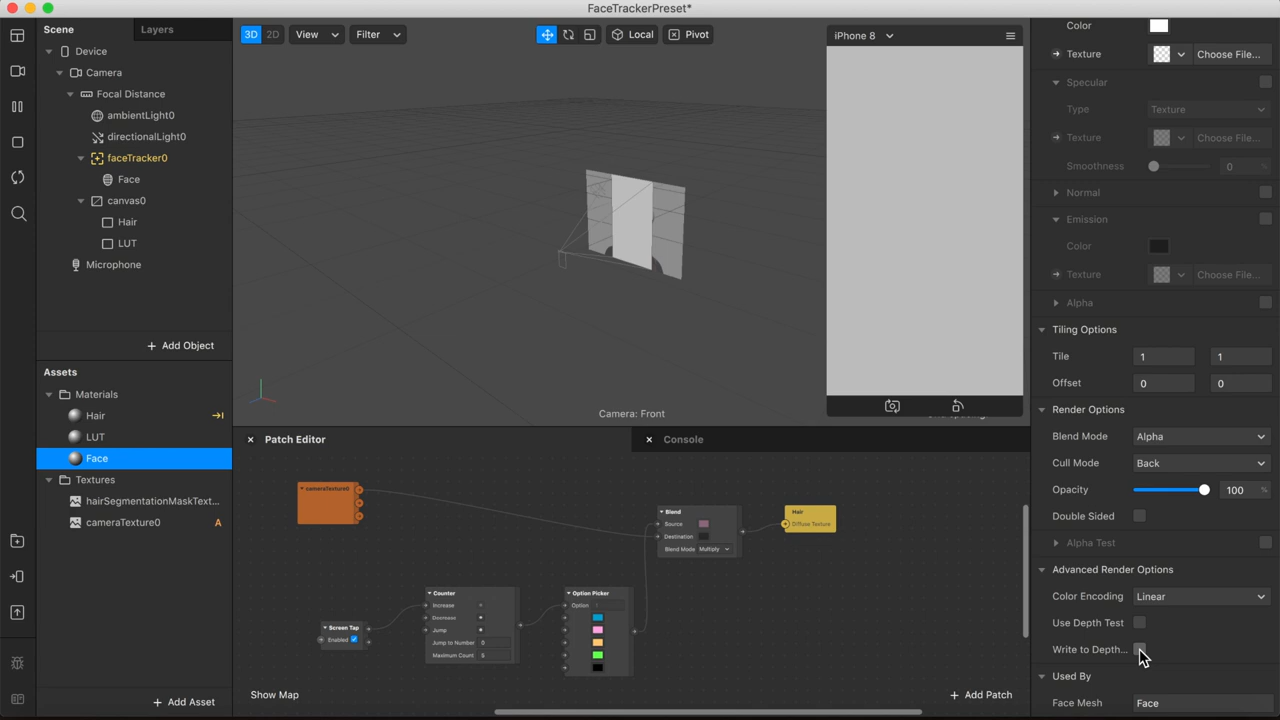 FaceTrackerPreset*
Scene
Layers
Device
Camera
Focal Distance
ambientLight0
directionalLight0
faceTracker0
Face
canvas0
Hair
LUT
Microphone
+ Add Object
Assets
Materials
Hair
LUT
Face
Textures
hairSegmentationMaskText...
cameraTexture0 A
+ Add Asset
3D 2D View Filter Local Pivot
iPhone 8
Camera: Front
Patch Editor
Console
cameraTexture0
Blend
Source
Destination
Blend Mode Multiply
Hair
Diffuse Texture
Counter
Increase
Decrease
Jump
Jump to Number 0
Maximum Count 5
Option Picker
Option
Screen Tap
Enabled
Show Map
+ Add Patch
Color
Texture Choose File...
Specular
Type Texture
Texture Choose File...
Smoothness 0 %
Normal
Emission
Color
Texture Choose File...
Alpha
Tiling Options
Tile 1 1
Offset 0 0
Render Options
Blend Mode Alpha
Cull Mode Back
Opacity 100 %
Double Sided
Alpha Test
Advanced Render Options
Color Encoding Linear
Use Depth Test
Write to Depth...
Used By
Face Mesh Face